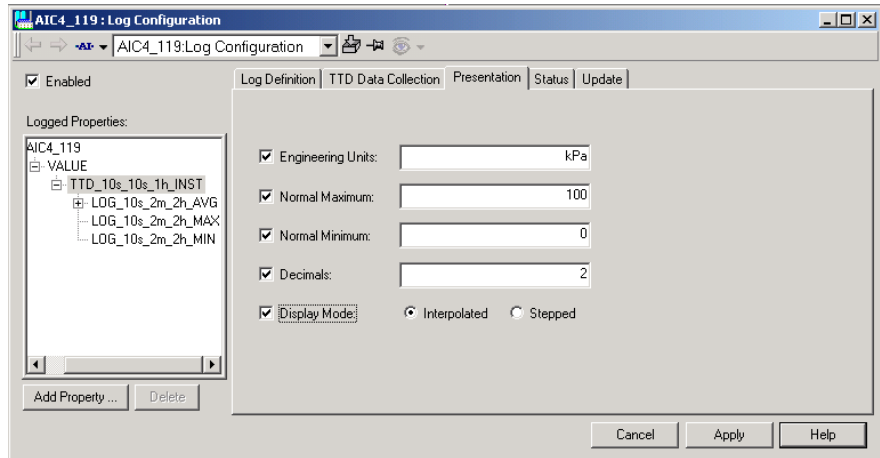 AIC4_119 : Log Configuration
AI AIC4_119:Log Configuration
Enabled
Log Definition TTD Data Collection Presentation Status Update
Logged Properties:
AIC4_119
VALUE
TTD_10s_10s_1h_INST
LOG_10s_2m_2h_AVG
LOG_10s_2m_2h_MAX
LOG_10s_2m_2h_MIN
Engineering Units: kPa
Normal Maximum: 100
Normal Minimum: 0
Decimals: 2
Display Mode: Interpolated Stepped
Add Property ... Delete
Cancel Apply Help